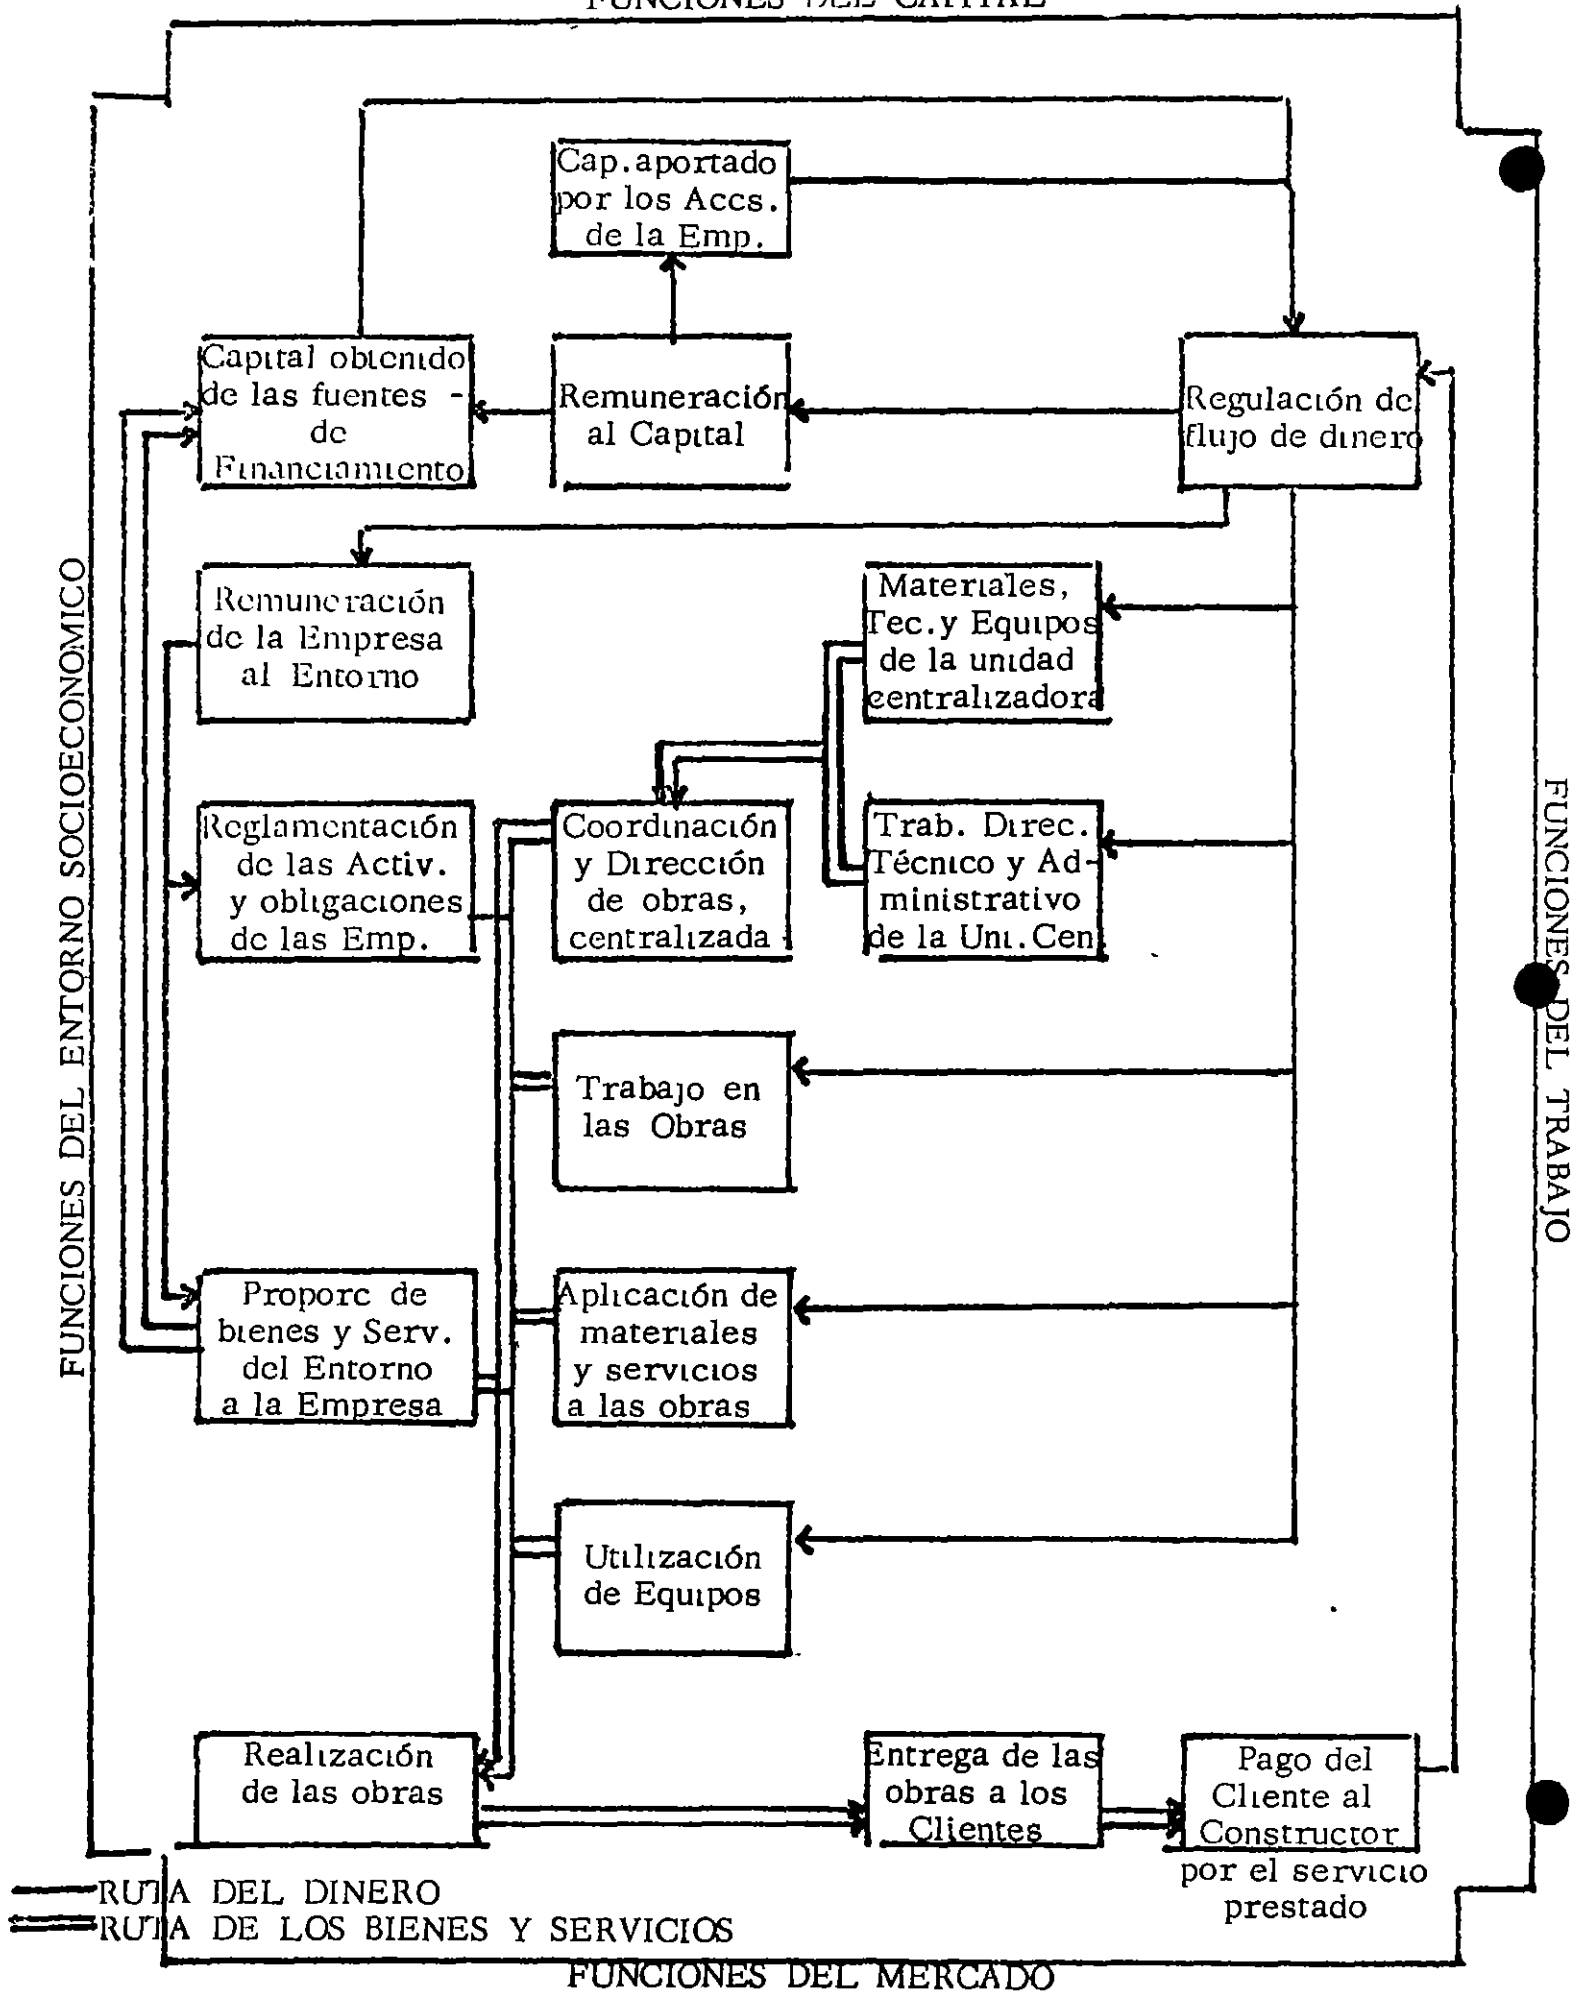 FUNCIONES DEL CAPITAL
Cap.aportado
por los Accs.
de la Emp.
Capital obtenido
de las fuentes -
de
Financiamiento
Remuneración
al Capital
Regulación de
flujo de dinero
Remuneración
de la Empresa
al Entorno
Materiales,
Tec.y Equipos
de la unidad
centralizadora
Reglamentación
de las Activ.
y obligaciones
de las Emp.
Coordinación
y Dirección
de obras,
centralizada
Trab. Direc.
Técnico y Ad-
ministrativo
de la Uni.Cen.
Trabajo en
las Obras
Proporc de
bienes y Serv.
del Entorno
a la Empresa
Aplicación de
materiales
y servicios
a las obras
Utilización
de Equipos
Realización
de las obras
Entrega de las
obras a los
Clientes
Pago del
Cliente al
Constructor
por el servicio
prestado
FUNCIONES DEL ENTORNO SOCIOECONOMICO
FUNCIONES DEL TRABAJO
RUTA DEL DINERO
RUTA DE LOS BIENES Y SERVICIOS
FUNCIONES DEL MERCADO